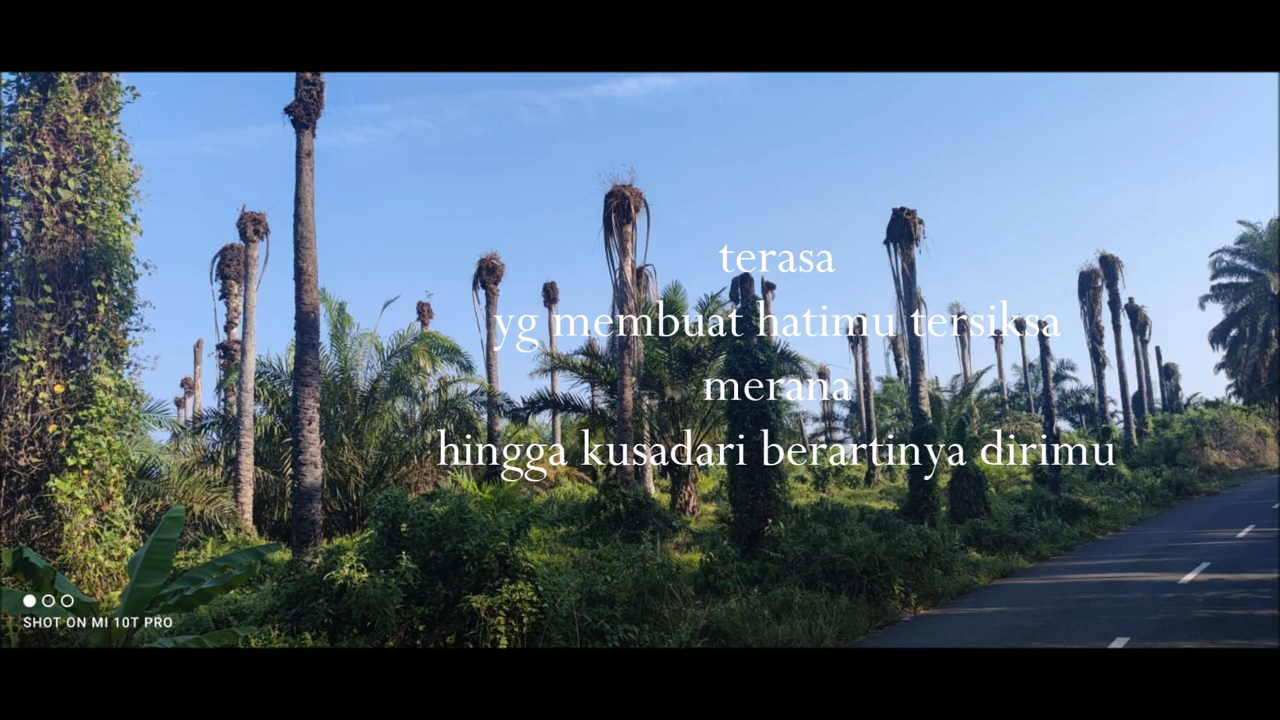 terasa
yg membuat hatimu tersiksa
merana
hingga kusadari berartinya dirimu
SHOT ON MI 10T PRO